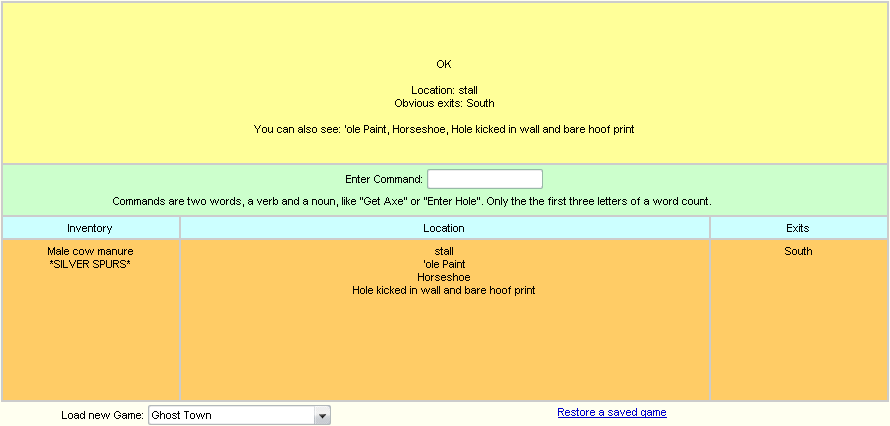 OK
Location: stall
Obvious exits: South
You can also see: 'ole Paint, Horseshoe, Hole kicked in wall and bare hoof print
Enter Command:
Commands are two words, a verb and a noun, like "Get Axe" or "Enter Hole". Only the the first three letters of a word count.
Inventory Location Exits
Male cow manure stall South
*SILVER SPURS* 'ole Paint
Horseshoe
Hole kicked in wall and bare hoof print
Load new Game: Ghost Town Restore a saved game